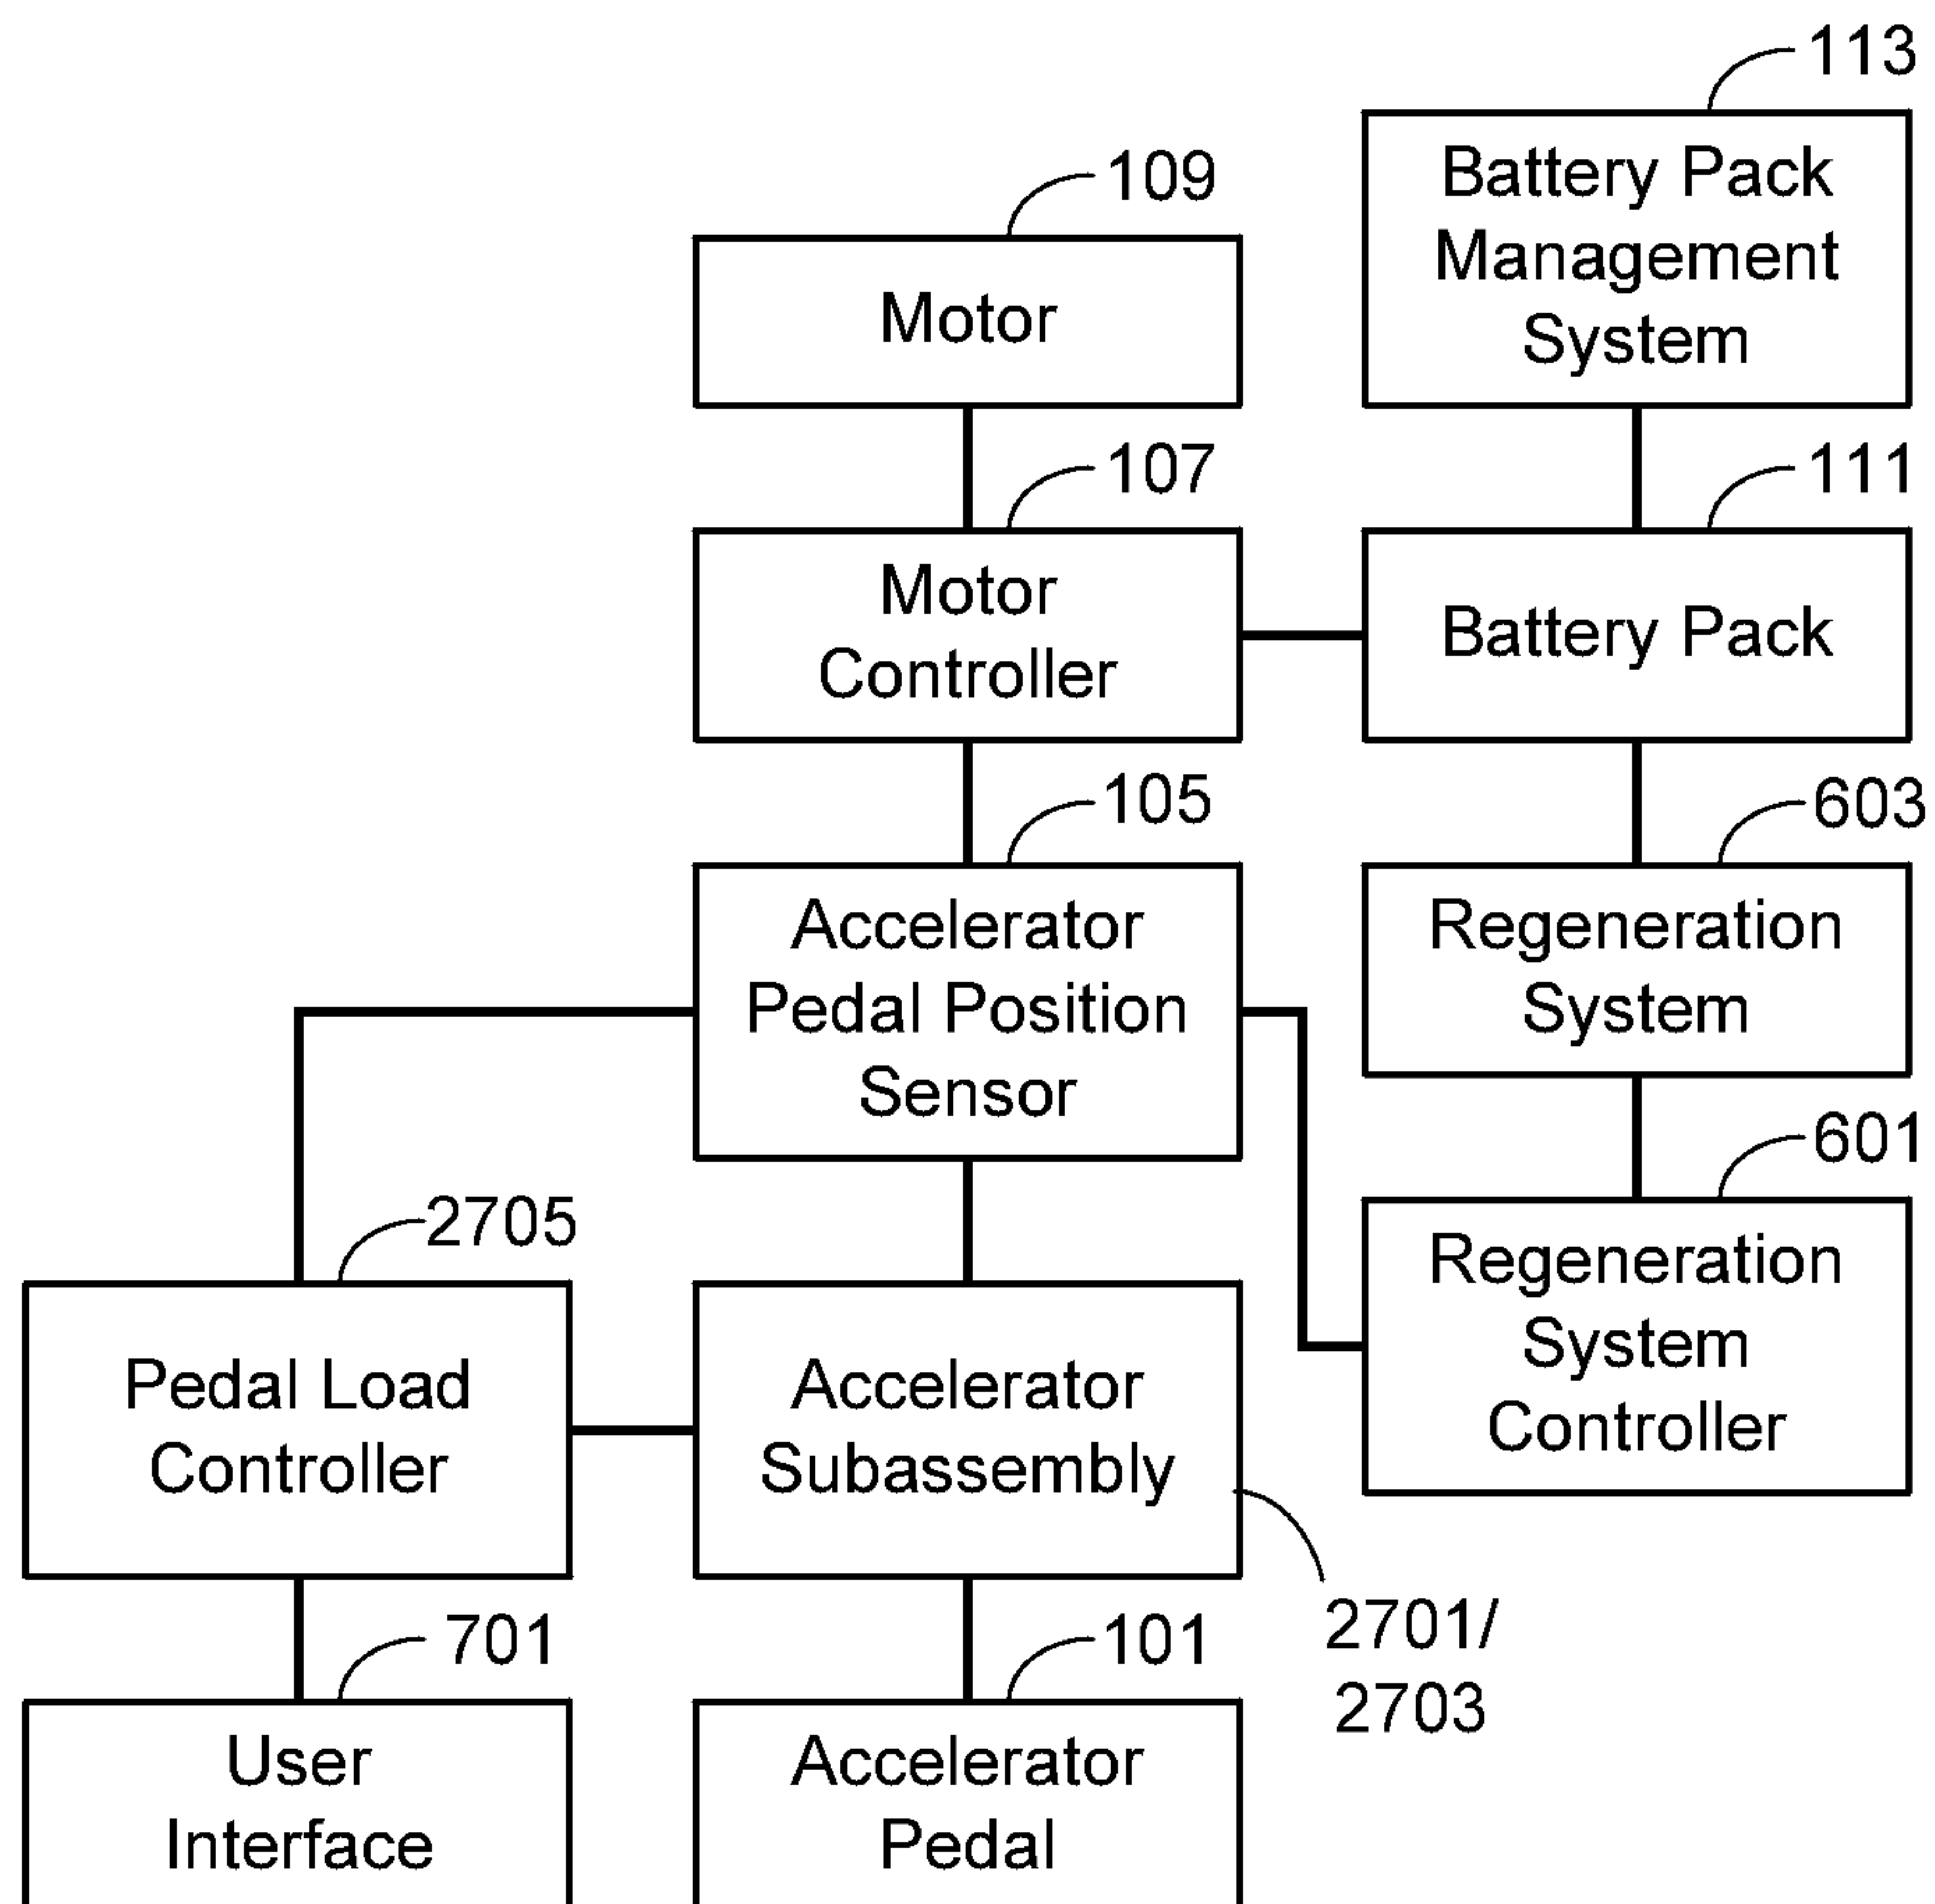 113
Battery Pack
Management
System
109
Motor
107
Motor
Controller
111
Battery Pack
105
Accelerator
Pedal Position
Sensor
603
Regeneration
System
601
Regeneration
System
Controller
2705
Pedal Load
Controller
Accelerator
Subassembly
2701/
2703
701
User
Interface
101
Accelerator
Pedal